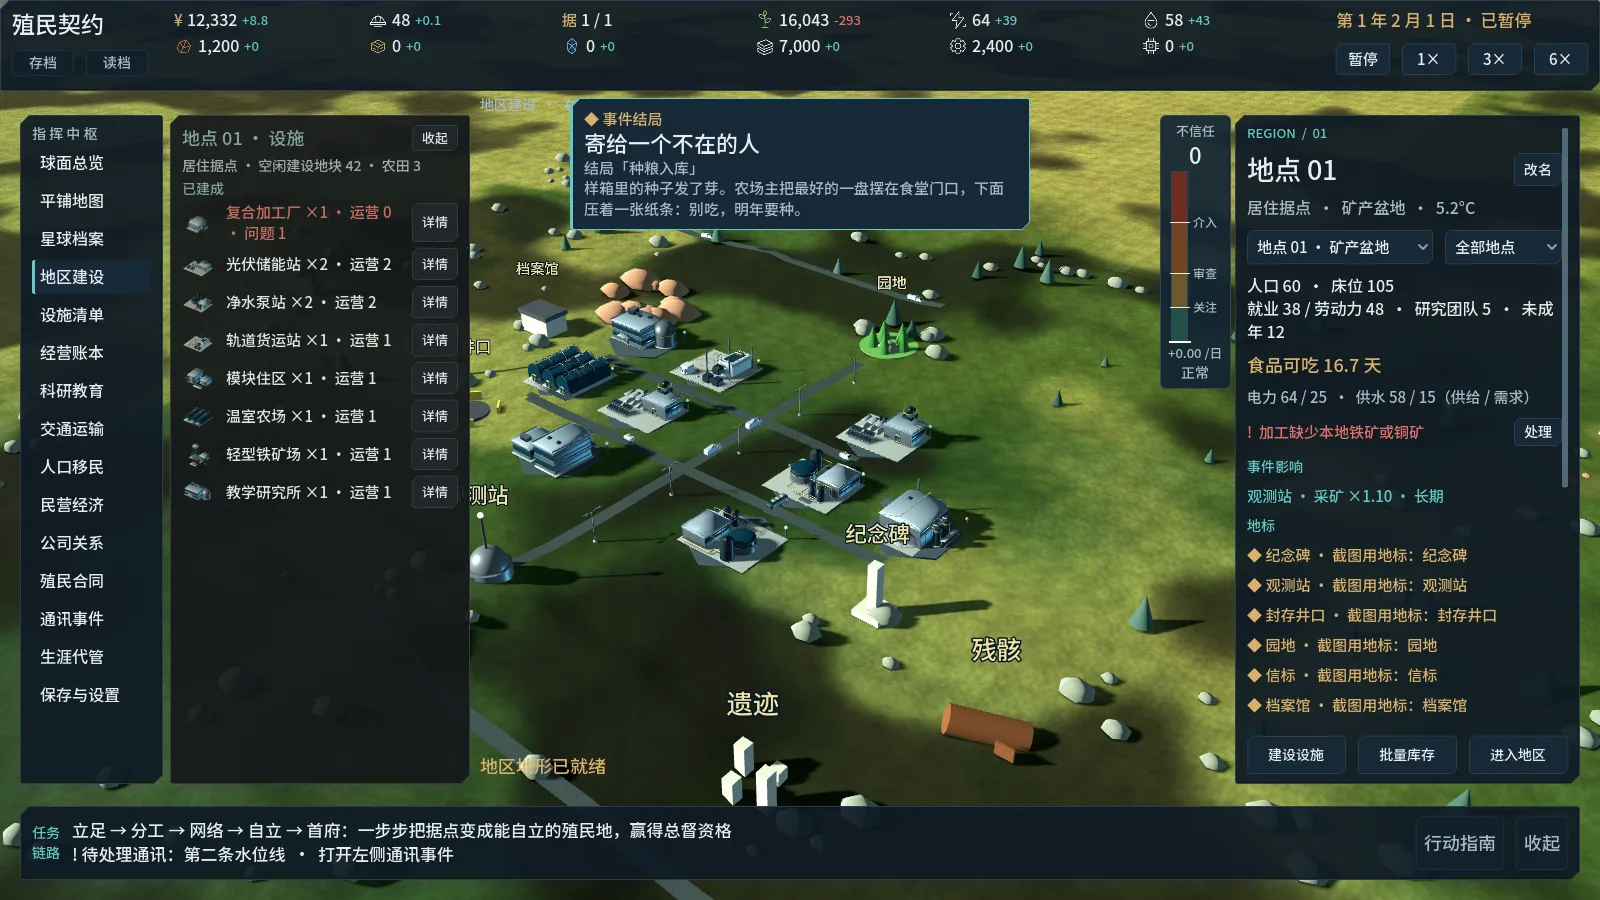 殖民契约
存档
读档
¥ 12,332 +8.8
48 +0.1
据 1 / 1
16,043 -293
64 +39
58 +43
1,200 +0
0 +0
0 +0
7,000 +0
2,400 +0
0 +0
第 1 年 2 月 1 日 · 已暂停
暂停
1×
3×
6×
指挥中枢
球面总览
平铺地图
星球档案
地区建设
设施清单
经营账本
科研教育
交通运输
人口移民
民营经济
公司关系
殖民合同
通讯事件
生涯代管
保存与设置
地点 01 · 设施
收起
居住据点 · 空闲建设地块 42 · 农田 3
已建成
复合加工厂 ×1 · 运营 0
· 问题 1
详情
光伏储能站 ×2 · 运营 2
详情
净水泵站 ×2 · 运营 2
详情
轨道货运站 ×1 · 运营 1
详情
模块住区 ×1 · 运营 1
详情
温室农场 ×1 · 运营 1
详情
轻型铁矿场 ×1 · 运营 1
详情
教学研究所 ×1 · 运营 1
详情
地区建设 ·
◆ 事件结局
寄给一个不在的人
结局「种粮入库」
样箱里的种子发了芽。农场主把最好的一盘摆在食堂门口，下面
压着一张纸条：别吃，明年要种。
档案馆
园地
井口
测站
纪念碑
残骸
遗迹
地区地形已就绪
不信任
0
介入
审查
关注
+0.00 /日
正常
REGION / 01
地点 01
改名
居住据点 · 矿产盆地 · 5.2°C
地点 01 · 矿产盆地
全部地点
人口 60 · 床位 105
就业 38 / 劳动力 48 · 研究团队 5 · 未成
年 12
食品可吃 16.7 天
电力 64 / 25 · 供水 58 / 15（供给 / 需求）
! 加工缺少本地铁矿或铜矿
处理
事件影响
观测站 · 采矿 ×1.10 · 长期
地标
◆ 纪念碑 · 截图用地标：纪念碑
◆ 观测站 · 截图用地标：观测站
◆ 封存井口 · 截图用地标：封存井口
◆ 园地 · 截图用地标：园地
◆ 信标 · 截图用地标：信标
◆ 档案馆 · 截图用地标：档案馆
建设设施
批量库存
进入地区
任务
链路
立足 → 分工 → 网络 → 自立 → 首府：一步步把据点变成能自立的殖民地，赢得总督资格
! 待处理通讯：第二条水位线 · 打开左侧通讯事件
行动指南
收起